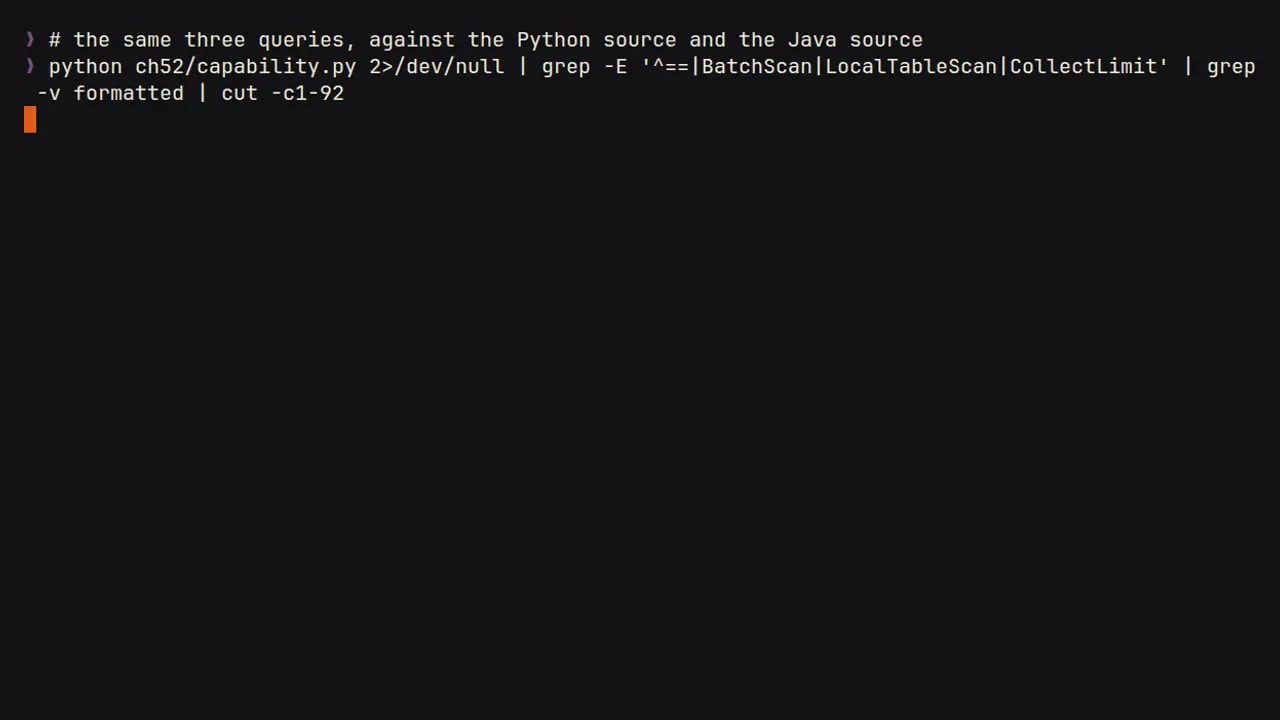 ❯ # the same three queries, against the Python source and the Java source
❯ python ch52/capability.py 2>/dev/null | grep -E '^==|BatchScan|LocalTableScan|CollectLimit' | grep
-v formatted | cut -c1-92